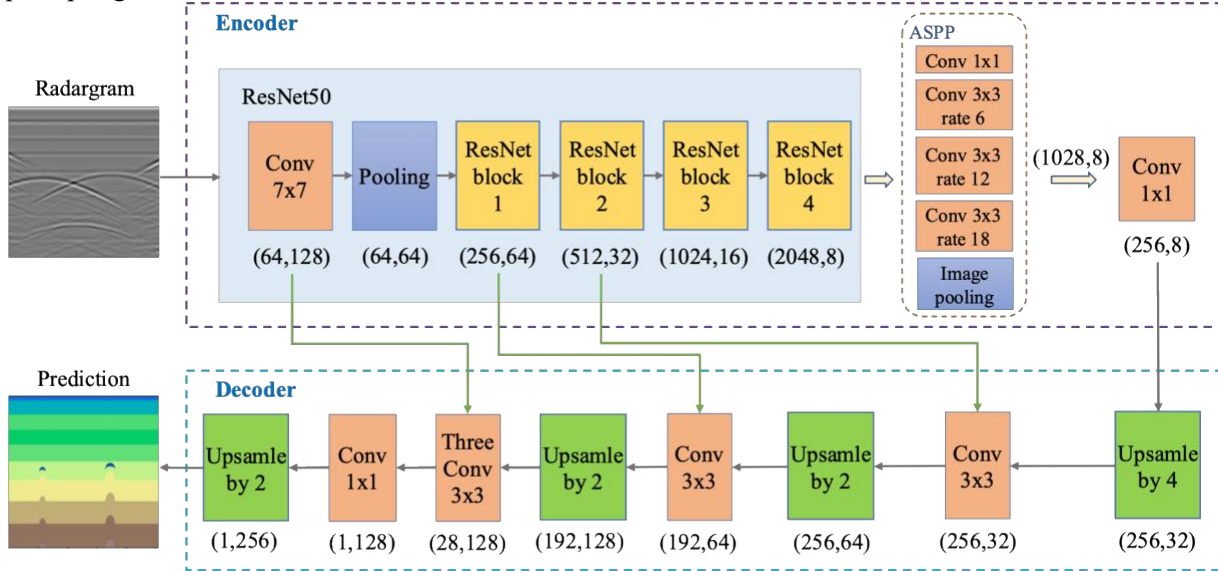 Encoder
ASPP
Conv 1x1
Conv 3x3
rate 6
Conv 3x3
rate 12
Conv 3x3
rate 18
Image
pooling
Radargram
ResNet50
Conv
7x7
Pooling
ResNet
block
1
ResNet
block
2
ResNet
block
3
ResNet
block
4
(64,128)
(64,64)
(256,64)
(512,32)
(1024,16)
(2048,8)
(1028,8)
Conv
1x1
(256,8)
Prediction
Decoder
Upsamle
by 2
Conv
1x1
Three
Conv
3x3
Upsamle
by 2
Conv
3x3
Upsamle
by 2
Conv
3x3
Upsamle
by 4
(1,256)
(1,128)
(28,128)
(192,128)
(192,64)
(256,64)
(256,32)
(256,32)